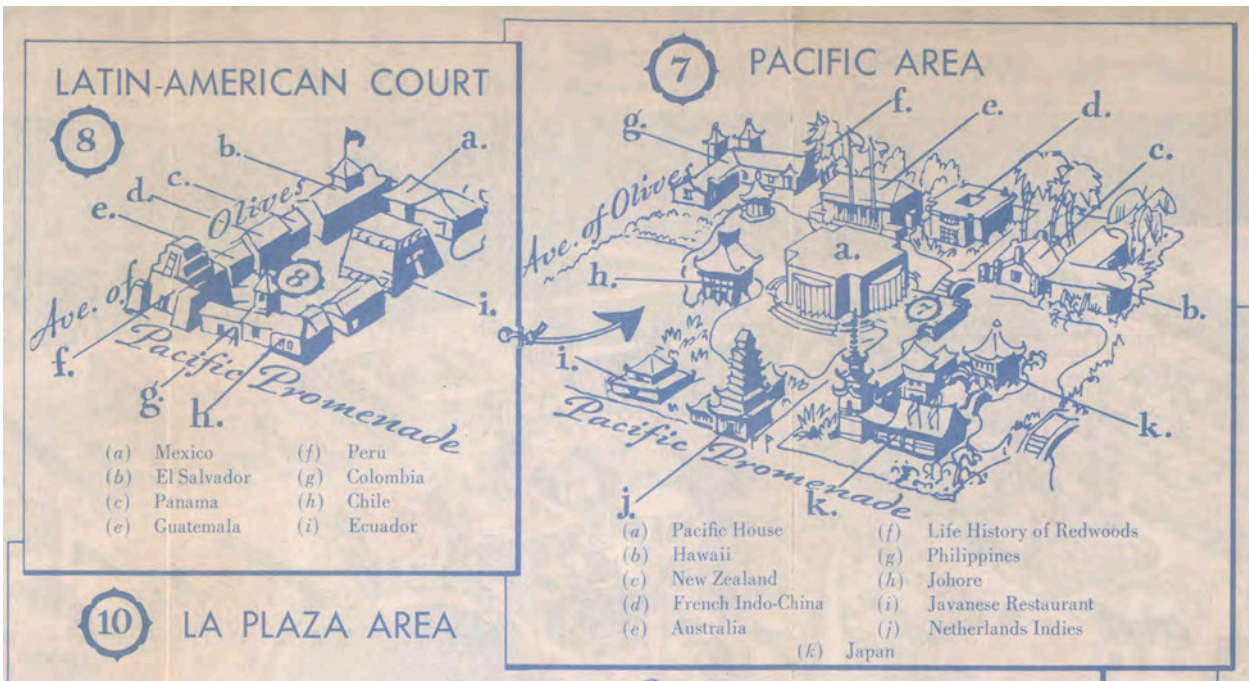 LATIN-AMERICAN COURT
8
a.
b.
c.
d.
e.
Ave. of Olives
8
i.
f.
Pacific Promenade
g.
h.
(a) Mexico
(b) El Salvador
(c) Panama
(e) Guatemala
(f) Peru
(g) Colombia
(h) Chile
(i) Ecuador
7 PACIFIC AREA
f.
e.
d.
g.
c.
Ave. of Olives
a.
h.
b.
7
i.
Pacific Promenade
k.
j.
k.
(a) Pacific House
(b) Hawaii
(c) New Zealand
(d) French Indo-China
(e) Australia
(f) Life History of Redwoods
(g) Philippines
(h) Johore
(i) Javanese Restaurant
(j) Netherlands Indies
(k) Japan
10 LA PLAZA AREA